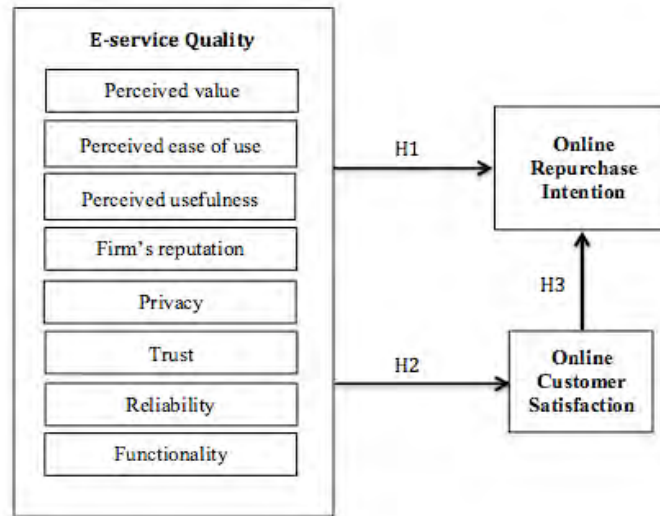 E-service Quality
Perceived value
Perceived ease of use
Perceived usefulness
Firm's reputation
Privacy
Trust
Reliability
Functionality
H1
Online
Repurchase
Intention
H3
H2
Online
Customer
Satisfaction